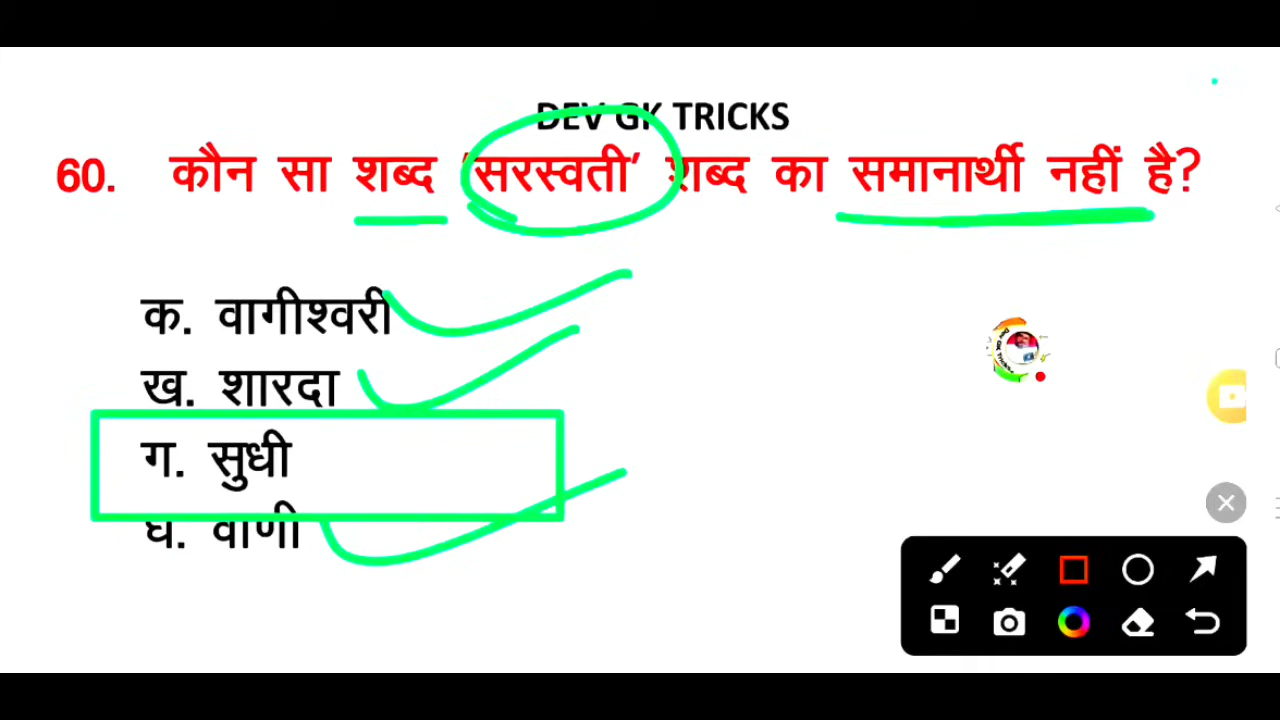 DEV GK TRICKS
60. कौन सा शब्द 'सरस्वती' शब्द का समानार्थी नहीं है?
क. वागीश्वरी
ख. शारदा
ग. सुधी
घ. वाणी